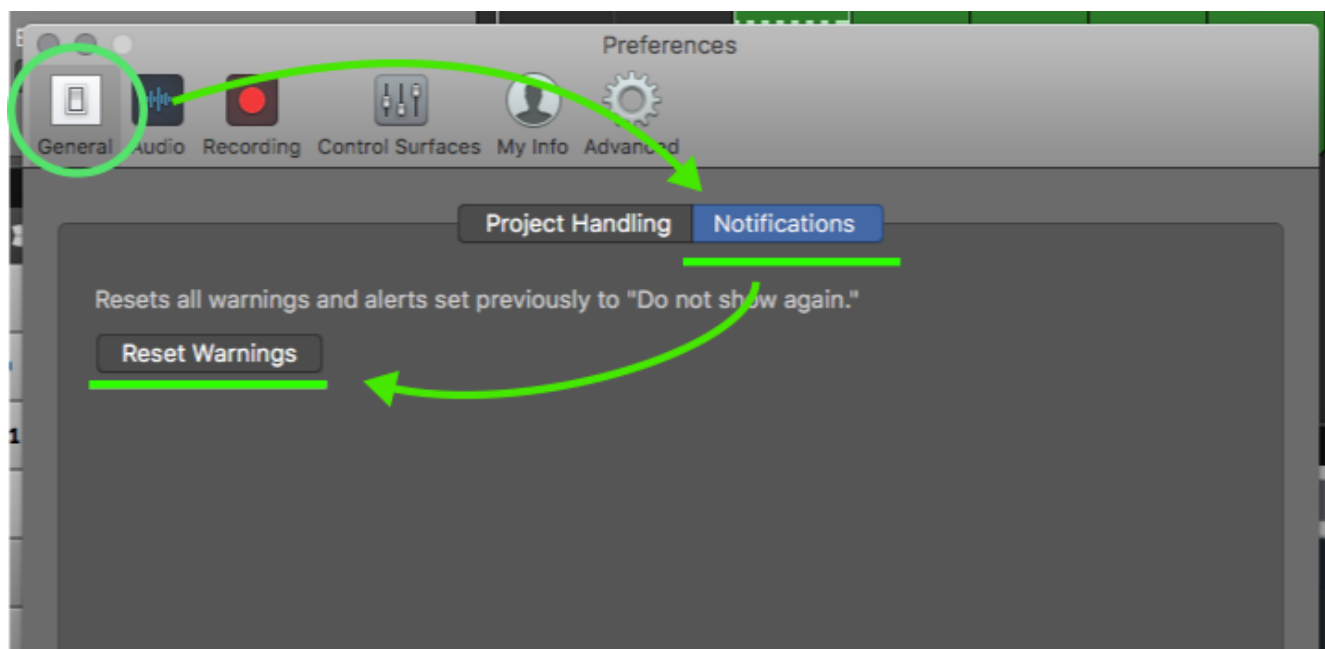 Preferences
General Audio Recording Control Surfaces My Info Advanced
Project Handling Notifications
Resets all warnings and alerts set previously to "Do not show again."
Reset Warnings
1